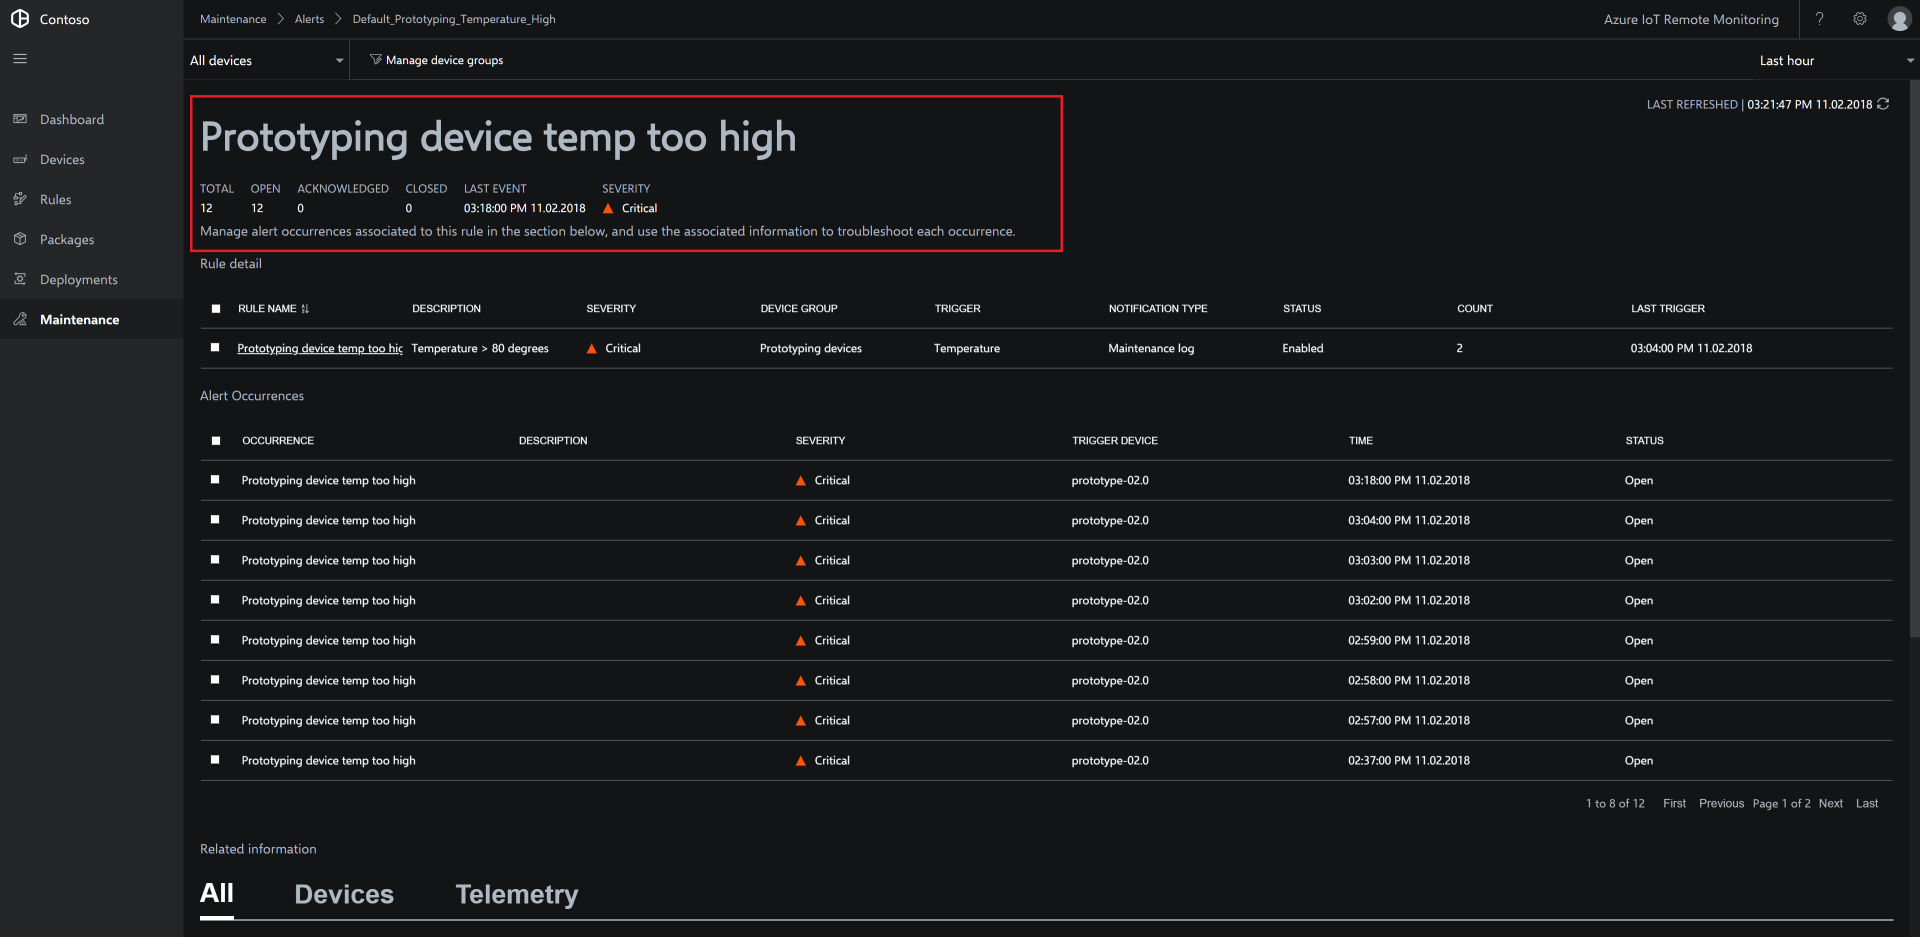 Contoso
Maintenance Alerts Default_Prototyping_Temperature_High
Azure IoT Remote Monitoring ?
All devices
Manage device groups
Last hour
Dashboard
Devices
Rules
Packages
Deployments
Maintenance
LAST REFRESHED | 03:21:47 PM 11.02.2018
Prototyping device temp too high
TOTAL OPEN ACKNOWLEDGED CLOSED LAST EVENT SEVERITY
12 12 0 0 03:18:00 PM 11.02.2018 Critical
Manage alert occurrences associated to this rule in the section below, and use the associated information to troubleshoot each occurrence.
Rule detail
RULE NAME DESCRIPTION SEVERITY DEVICE GROUP TRIGGER NOTIFICATION TYPE STATUS COUNT LAST TRIGGER
Prototyping device temp too hig Temperature > 80 degrees Critical Prototyping devices Temperature Maintenance log Enabled 2 03:04:00 PM 11.02.2018
Alert Occurrences
OCCURRENCE DESCRIPTION SEVERITY TRIGGER DEVICE TIME STATUS
Prototyping device temp too high Critical prototype-02.0 03:18:00 PM 11.02.2018 Open
Prototyping device temp too high Critical prototype-02.0 03:04:00 PM 11.02.2018 Open
Prototyping device temp too high Critical prototype-02.0 03:03:00 PM 11.02.2018 Open
Prototyping device temp too high Critical prototype-02.0 03:02:00 PM 11.02.2018 Open
Prototyping device temp too high Critical prototype-02.0 02:59:00 PM 11.02.2018 Open
Prototyping device temp too high Critical prototype-02.0 02:58:00 PM 11.02.2018 Open
Prototyping device temp too high Critical prototype-02.0 02:57:00 PM 11.02.2018 Open
Prototyping device temp too high Critical prototype-02.0 02:37:00 PM 11.02.2018 Open
1 to 8 of 12 First Previous Page 1 of 2 Next Last
Related information
All Devices Telemetry